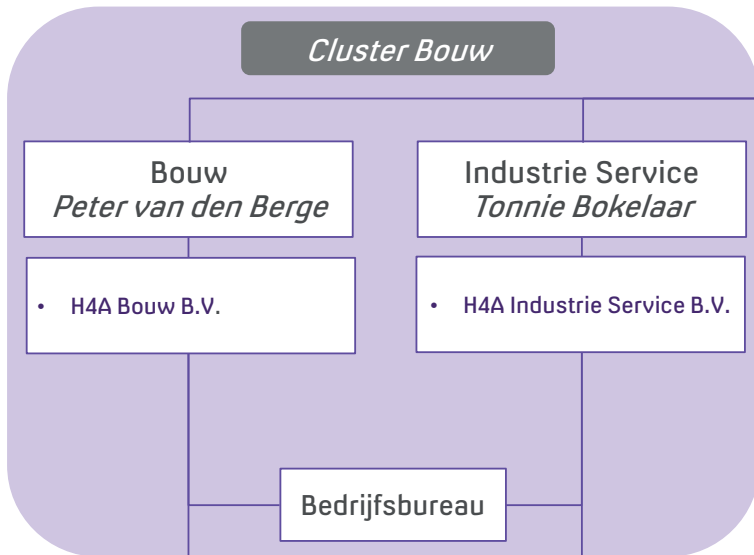 Cluster Bouw
Bouw
Peter van den Berge
Industrie Service
Tonnie Bokelaar
• H4A Bouw B.V.
• H4A Industrie Service B.V.
Bedrijfsbureau